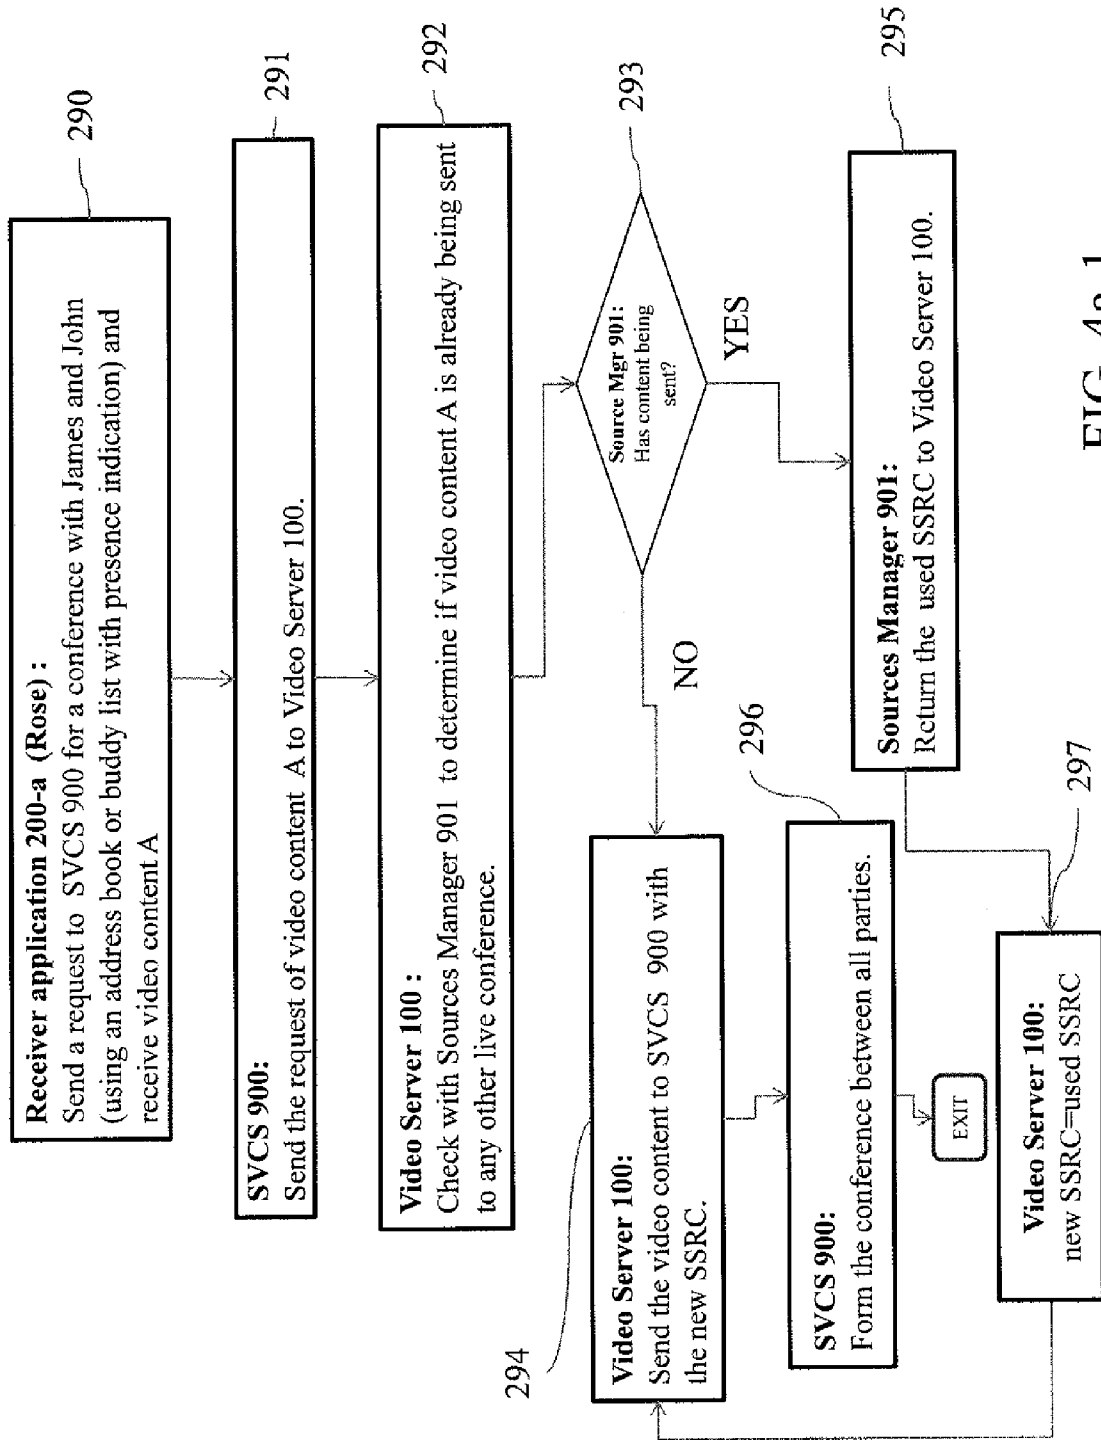 290
Receiver application 200-a (Rose) :
Send a request to SVCS 900 for a conference with James and John
(using an address book or buddy list with presence indication) and
receive video content A
291
SVCS 900:
Send the request of video content A to Video Server 100.
292
Video Server 100 :
Check with Sources Manager 901 to determine if video content A is already being sent
to any other live conference.
293
Source Mgr 901:
Has content being
sent?
NO
YES
294
Video Server 100:
Send the video content to SVCS 900 with
the new SSRC.
295
Sources Manager 901:
Return the used SSRC to Video Server 100.
296
SVCS 900:
Form the conference between all parties.
EXIT
297
Video Server 100:
new SSRC=used SSRC
FIG. 4a-1